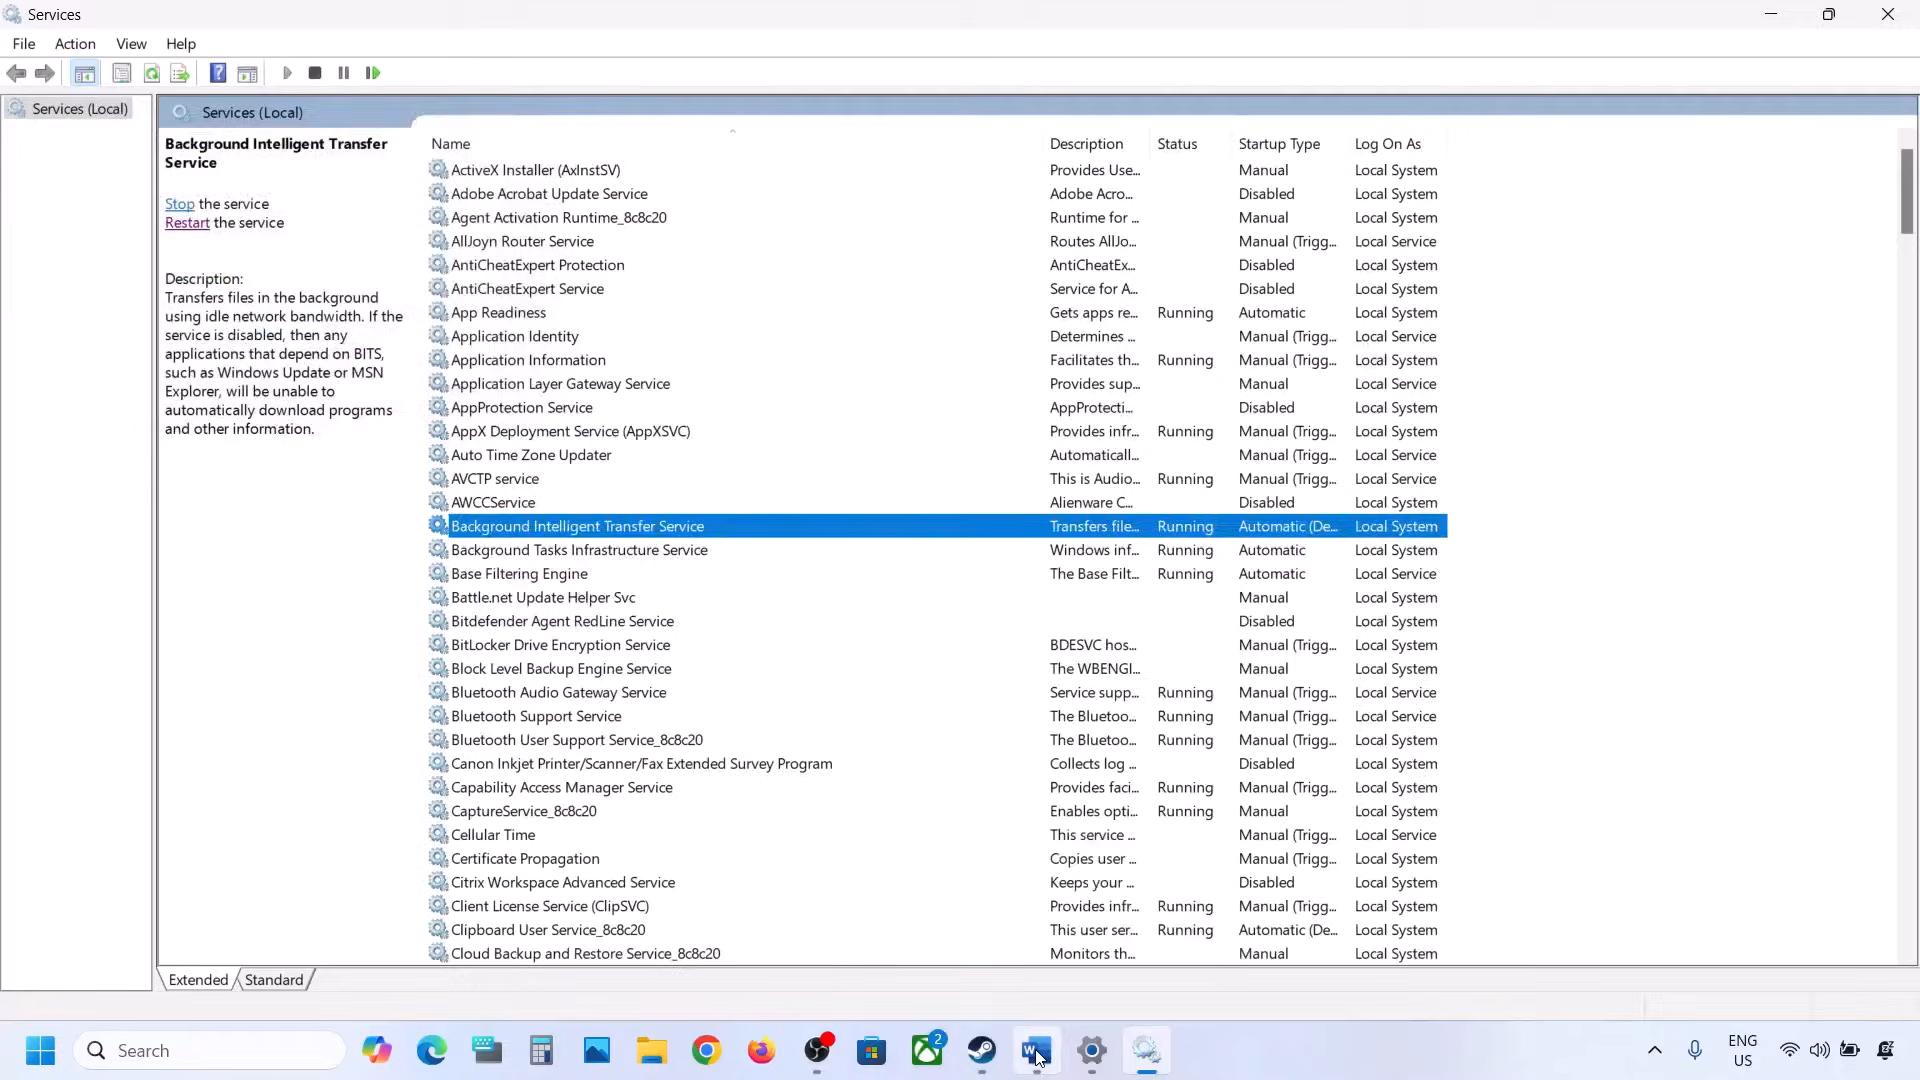 Services
File Action View Help
Services (Local)
Services (Local)
Background Intelligent Transfer
Service
Stop the service
Restart the service
Description:
Transfers files in the background
using idle network bandwidth. If the
service is disabled, then any
applications that depend on BITS,
such as Windows Update or MSN
Explorer, will be unable to
automatically download programs
and other information.
Name Description Status Startup Type Log On As
ActiveX Installer (AxInstSV) Provides Use... Manual Local System
Adobe Acrobat Update Service Adobe Acro... Disabled Local System
Agent Activation Runtime_8c8c20 Runtime for ... Manual Local System
AllJoyn Router Service Routes AllJo... Manual (Trigg... Local Service
AntiCheatExpert Protection AntiCheatEx... Disabled Local System
AntiCheatExpert Service Service for A... Disabled Local System
App Readiness Gets apps re... Running Automatic Local System
Application Identity Determines ... Manual (Trigg... Local Service
Application Information Facilitates th... Running Manual (Trigg... Local System
Application Layer Gateway Service Provides sup... Manual Local Service
AppProtection Service AppProtecti... Disabled Local System
AppX Deployment Service (AppXSVC) Provides infr... Running Manual (Trigg... Local System
Auto Time Zone Updater Automaticall... Manual (Trigg... Local Service
AVCTP service This is Audio... Running Manual (Trigg... Local Service
AWCCService Alienware C... Disabled Local System
Background Intelligent Transfer Service Transfers file... Running Automatic (De... Local System
Background Tasks Infrastructure Service Windows inf... Running Automatic Local System
Base Filtering Engine The Base Filt... Running Automatic Local Service
Battle.net Update Helper Svc Manual Local System
Bitdefender Agent RedLine Service Disabled Local System
BitLocker Drive Encryption Service BDESVC hos... Manual (Trigg... Local System
Block Level Backup Engine Service The WBENGI... Manual Local System
Bluetooth Audio Gateway Service Service supp... Running Manual (Trigg... Local Service
Bluetooth Support Service The Bluetoo... Running Manual (Trigg... Local Service
Bluetooth User Support Service_8c8c20 The Bluetoo... Running Manual (Trigg... Local System
Canon Inkjet Printer/Scanner/Fax Extended Survey Program Collects log ... Disabled Local System
Capability Access Manager Service Provides faci... Running Manual (Trigg... Local System
CaptureService_8c8c20 Enables opti... Running Manual Local System
Cellular Time This service ... Manual (Trigg... Local Service
Certificate Propagation Copies user ... Manual (Trigg... Local System
Citrix Workspace Advanced Service Keeps your ... Disabled Local System
Client License Service (ClipSVC) Provides infr... Running Manual (Trigg... Local System
Clipboard User Service_8c8c20 This user ser... Running Automatic (De... Local System
Cloud Backup and Restore Service_8c8c20 Monitors th... Manual Local System
Extended Standard
Search 2 ENG
US